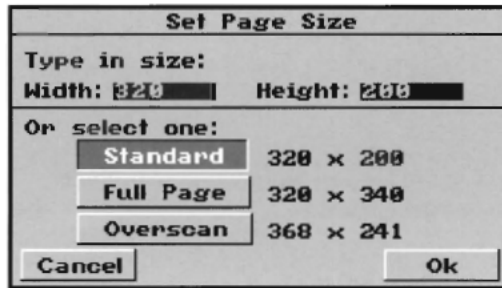 Set Page Size
Type in size:
Width: 320 Height: 200
Or select one:
Standard 320 x 200
Full Page 320 x 340
Overscan 368 x 241
Cancel Ok